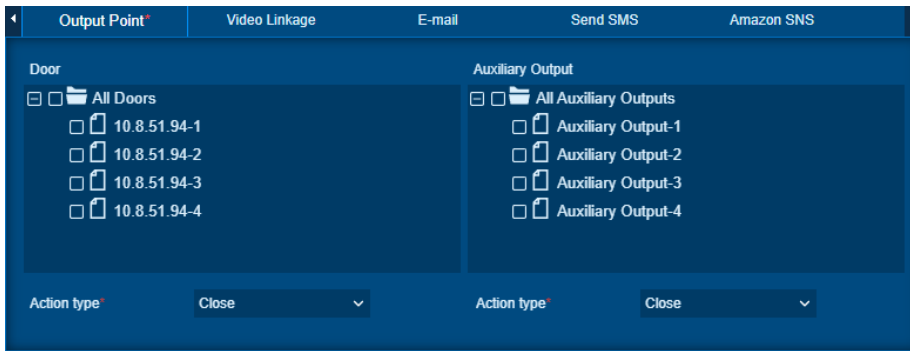 Output Point* Video Linkage E-mail Send SMS Amazon SNS
Door
All Doors
10.8.51.94-1
10.8.51.94-2
10.8.51.94-3
10.8.51.94-4
Action type* Close
Auxiliary Output
All Auxiliary Outputs
Auxiliary Output-1
Auxiliary Output-2
Auxiliary Output-3
Auxiliary Output-4
Action type* Close